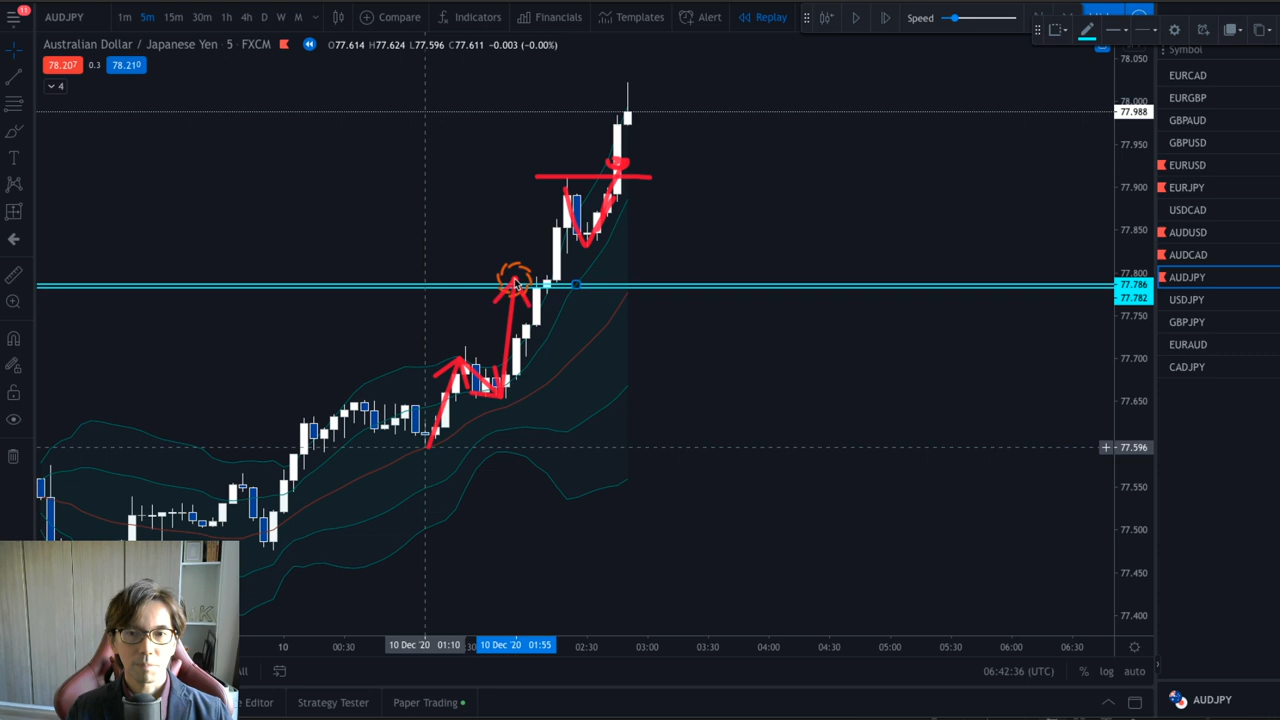 11
AUDJPY
1m 5m 15m 30m 1h 4h D W M
Compare
Indicators
Financials
Templates
Alert
Replay
Speed
Australian Dollar / Japanese Yen · 5 · FXCM
O77.614 H77.624 L77.596 C77.611 -0.003 (-0.00%)
78.207 0.3 78.210
4
78.050
78.000
77.988
77.950
77.900
77.850
77.800
77.786
77.782
77.750
77.700
77.650
77.596
77.550
77.500
77.450
77.400
Symbol
EURCAD
EURGBP
GBPAUD
GBPUSD
EURUSD
EURJPY
USDCAD
AUDUSD
AUDCAD
AUDJPY
USDJPY
GBPJPY
EURAUD
CADJPY
10 00:30 10 Dec '20 01:10 :30 10 Dec '20 01:55 02:30 03:00 03:30 04:00 04:30 05:00 05:30 06:00 06:30
All
06:42:36 (UTC) % log auto
e Editor Strategy Tester Paper Trading
AUDJPY